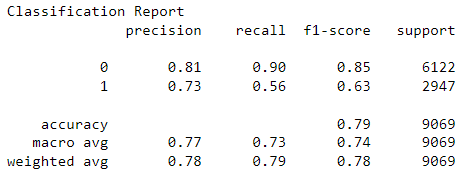 Classification Report
precision recall f1-score support
0 0.81 0.90 0.85 6122
1 0.73 0.56 0.63 2947
accuracy 0.79 9069
macro avg 0.77 0.73 0.74 9069
weighted avg 0.78 0.79 0.78 9069